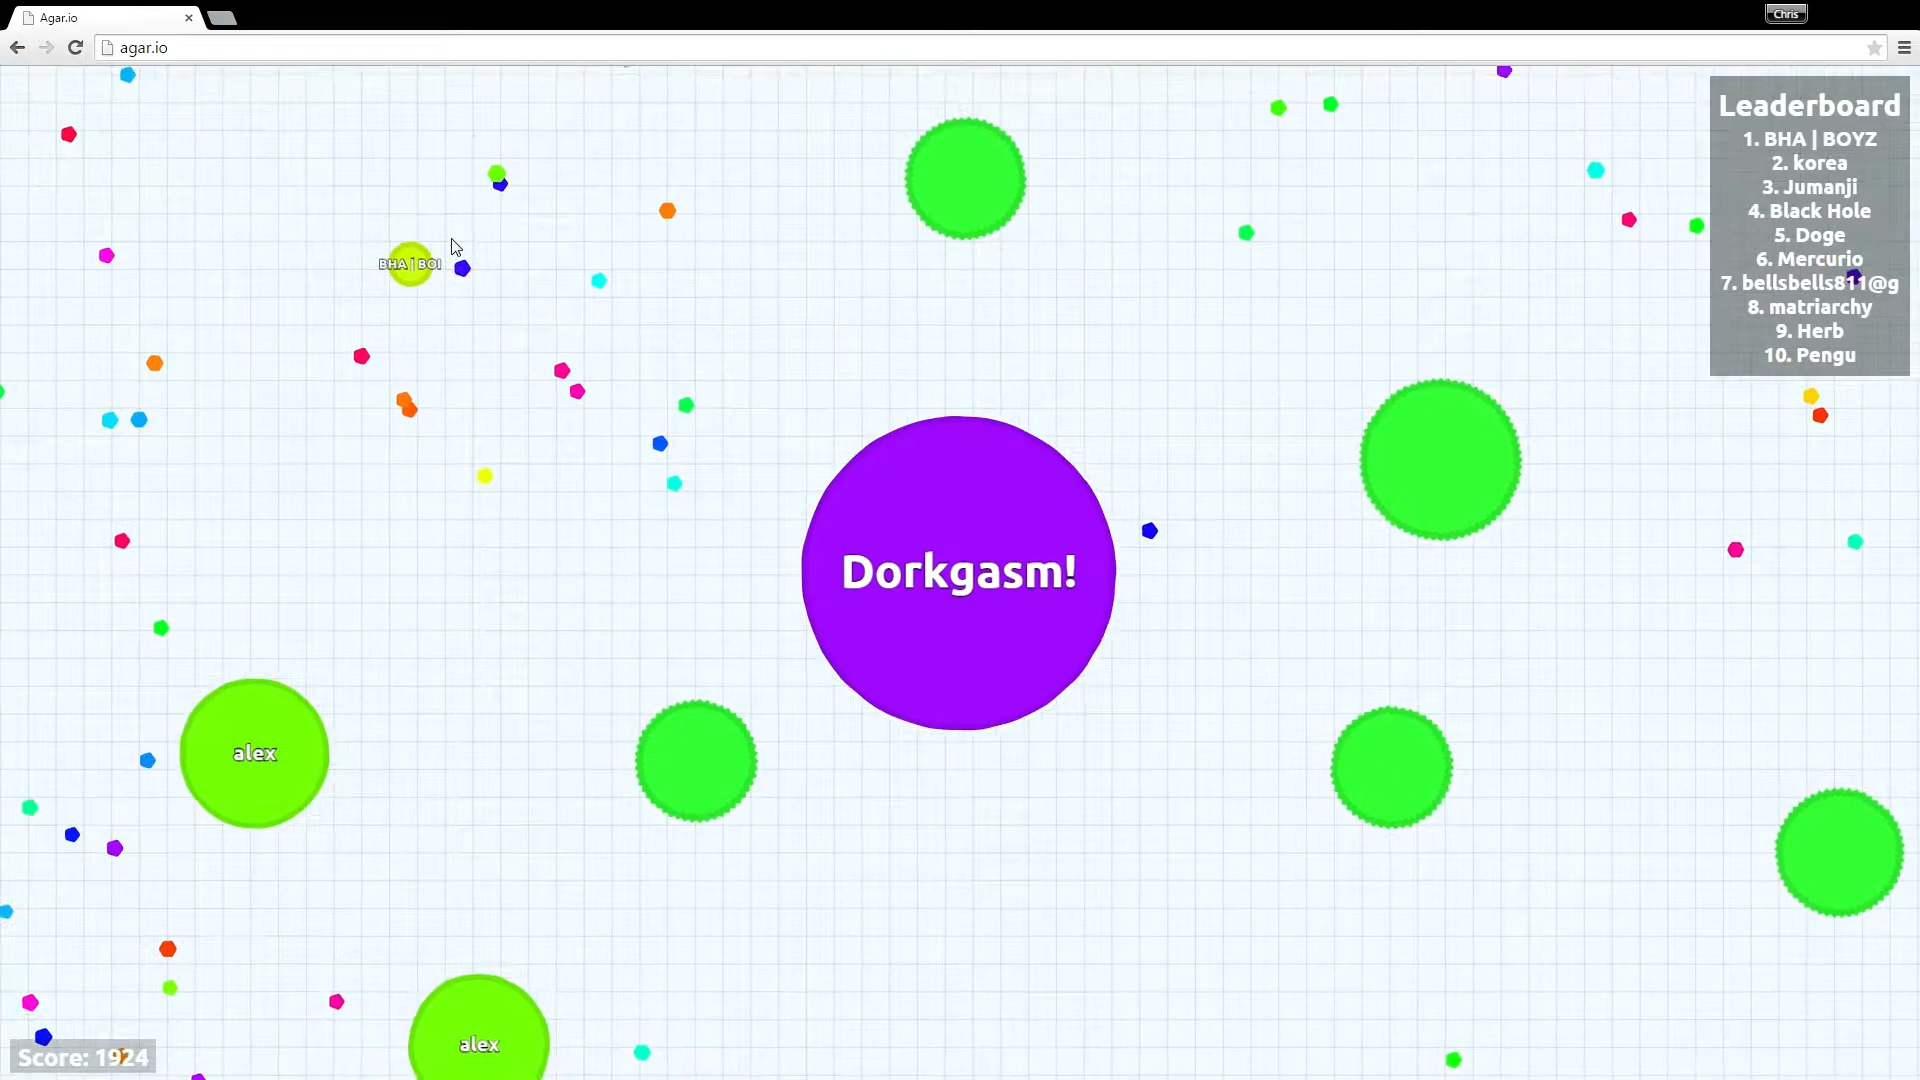 Agar.io
Chris
agar.io
Leaderboard
1. BHA | BOYZ
2. korea
3. Jumanji
4. Black Hole
5. Doge
6. Mercurio
7. bellsbells811@g
8. matriarchy
9. Herb
10. Pengu
BHA | BOI
Dorkgasm!
alex
alex
Score: 1924